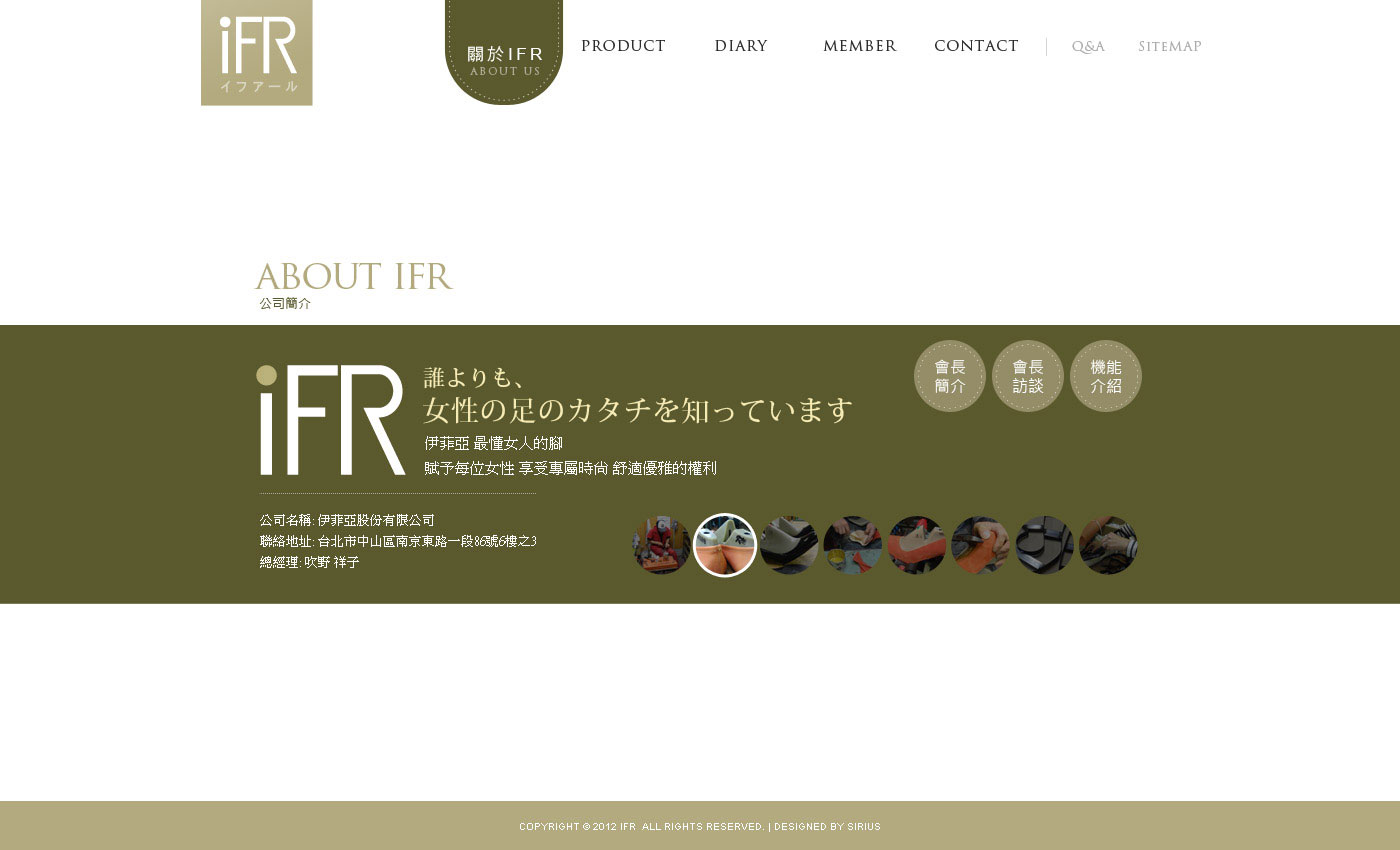 iFR
イフアール
關於IFR
ABOUT US
PRODUCT
DIARY
MEMBER
CONTACT
Q&A
SITEMAP
ABOUT IFR
公司簡介
會長
簡介
會長
訪談
機能
介紹
iFR
誰よりも、
女性の足のカタチを知っています
伊菲亞 最懂女人的腳
賦予每位女性 享受專屬時尚 舒適優雅的權利
公司名稱: 伊菲亞股份有限公司
聯絡地址: 台北市中山區南京東路一段86號6樓之3
總經理: 吹野 祥子
COPYRIGHT © 2012 IFR ALL RIGHTS RESERVED. | DESIGNED BY SIRIUS